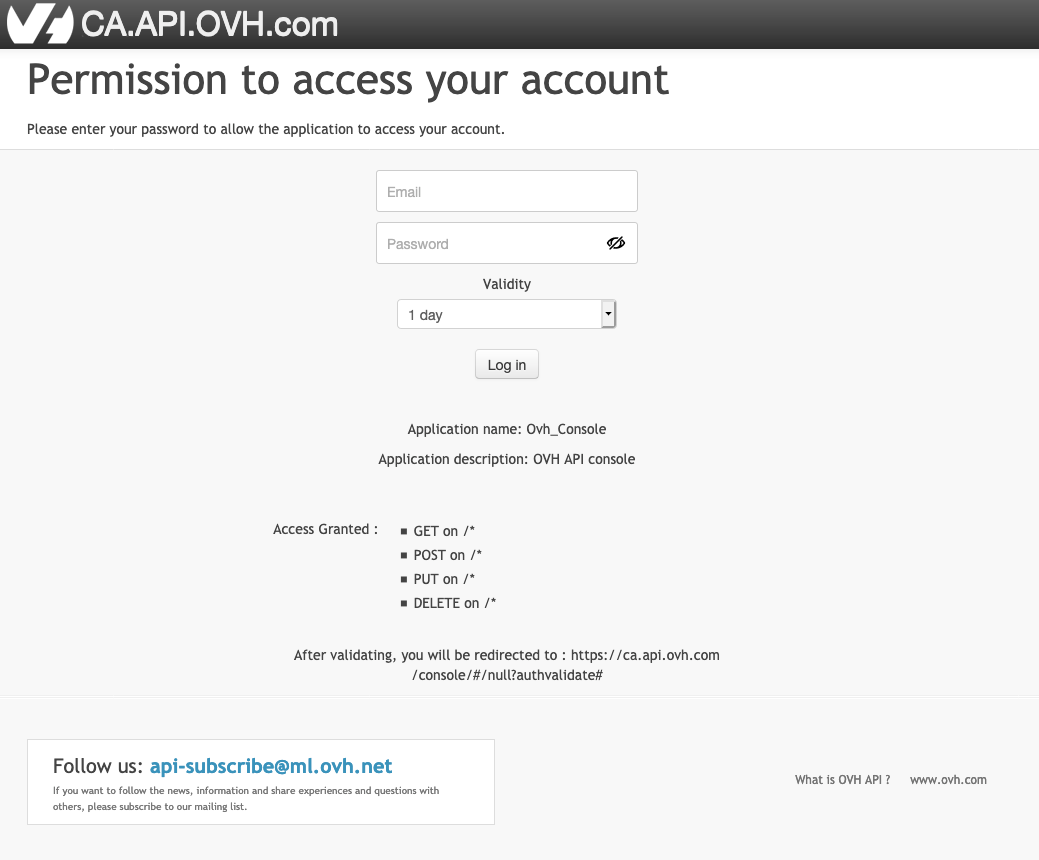 CA.API.OVH.com
Permission to access your account
Please enter your password to allow the application to access your account.
Email
Password
Validity
1 day
Log in
Application name: Ovh_Console
Application description: OVH API console
Access Granted :
GET on /*
POST on /*
PUT on /*
DELETE on /*
After validating, you will be redirected to : https://ca.api.ovh.com
/console/#/null?authvalidate#
Follow us: api-subscribe@ml.ovh.net
If you want to follow the news, information and share experiences and questions with
others, please subscribe to our mailing list.
What is OVH API ? www.ovh.com